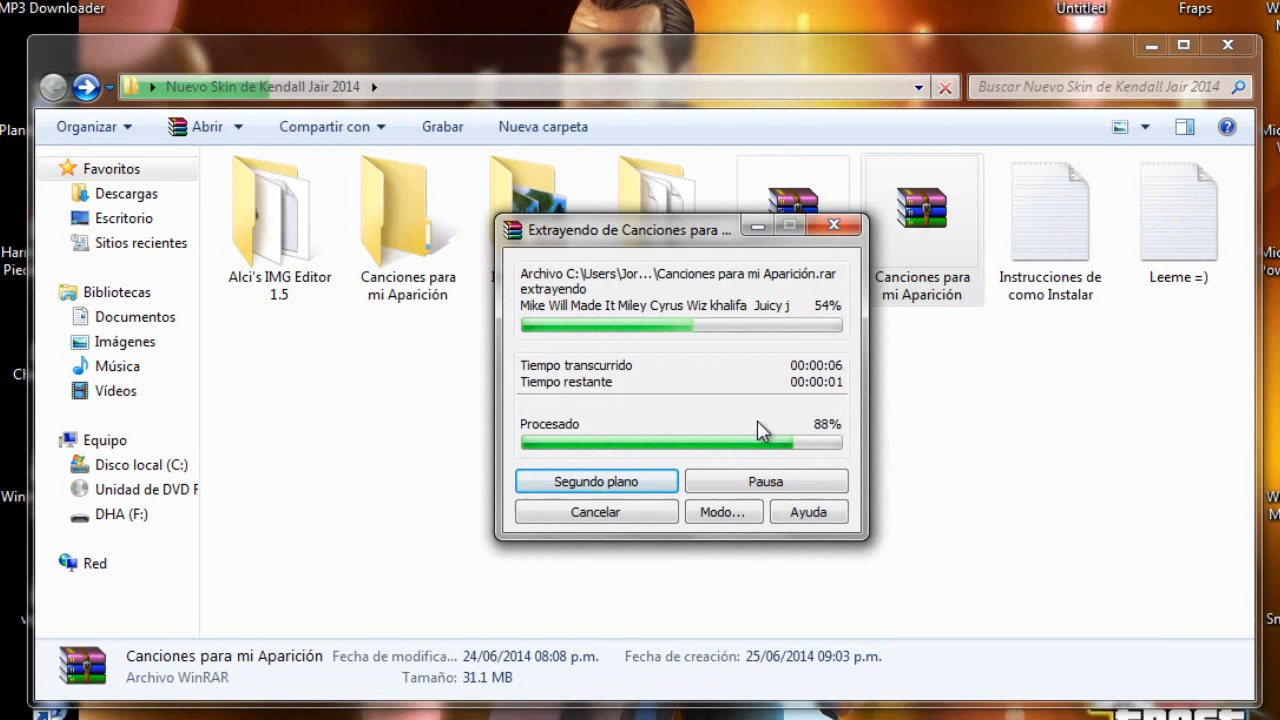 MP3 Downloader
Untitled
Fraps
Nuevo Skin de Kendall Jair 2014
Buscar Nuevo Skin de Kendall Jair 2014
Organizar
Abrir
Compartir con
Grabar
Nueva carpeta
Favoritos
Descargas
Escritorio
Sitios recientes
Bibliotecas
Documentos
Imágenes
Música
Vídeos
Equipo
Disco local (C:)
Unidad de DVD F
DHA (F:)
Red
Alci's IMG Editor
1.5
Canciones para
mi Aparición
Canciones para
mi Aparición
Instrucciones de
como Instalar
Leeme =)
Extrayendo de Canciones para ...
Archivo C:\Users\Jor...\Canciones para mi Aparición.rar
extrayendo
Mike Will Made It Miley Cyrus Wiz khalifa Juicy j 54%
Tiempo transcurrido 00:00:06
Tiempo restante 00:00:01
Procesado 88%
Segundo plano
Pausa
Cancelar
Modo...
Ayuda
Canciones para mi Aparición Fecha de modifica... 24/06/2014 08:08 p.m. Fecha de creación: 25/06/2014 09:03 p.m.
Archivo WinRAR Tamaño: 31.1 MB